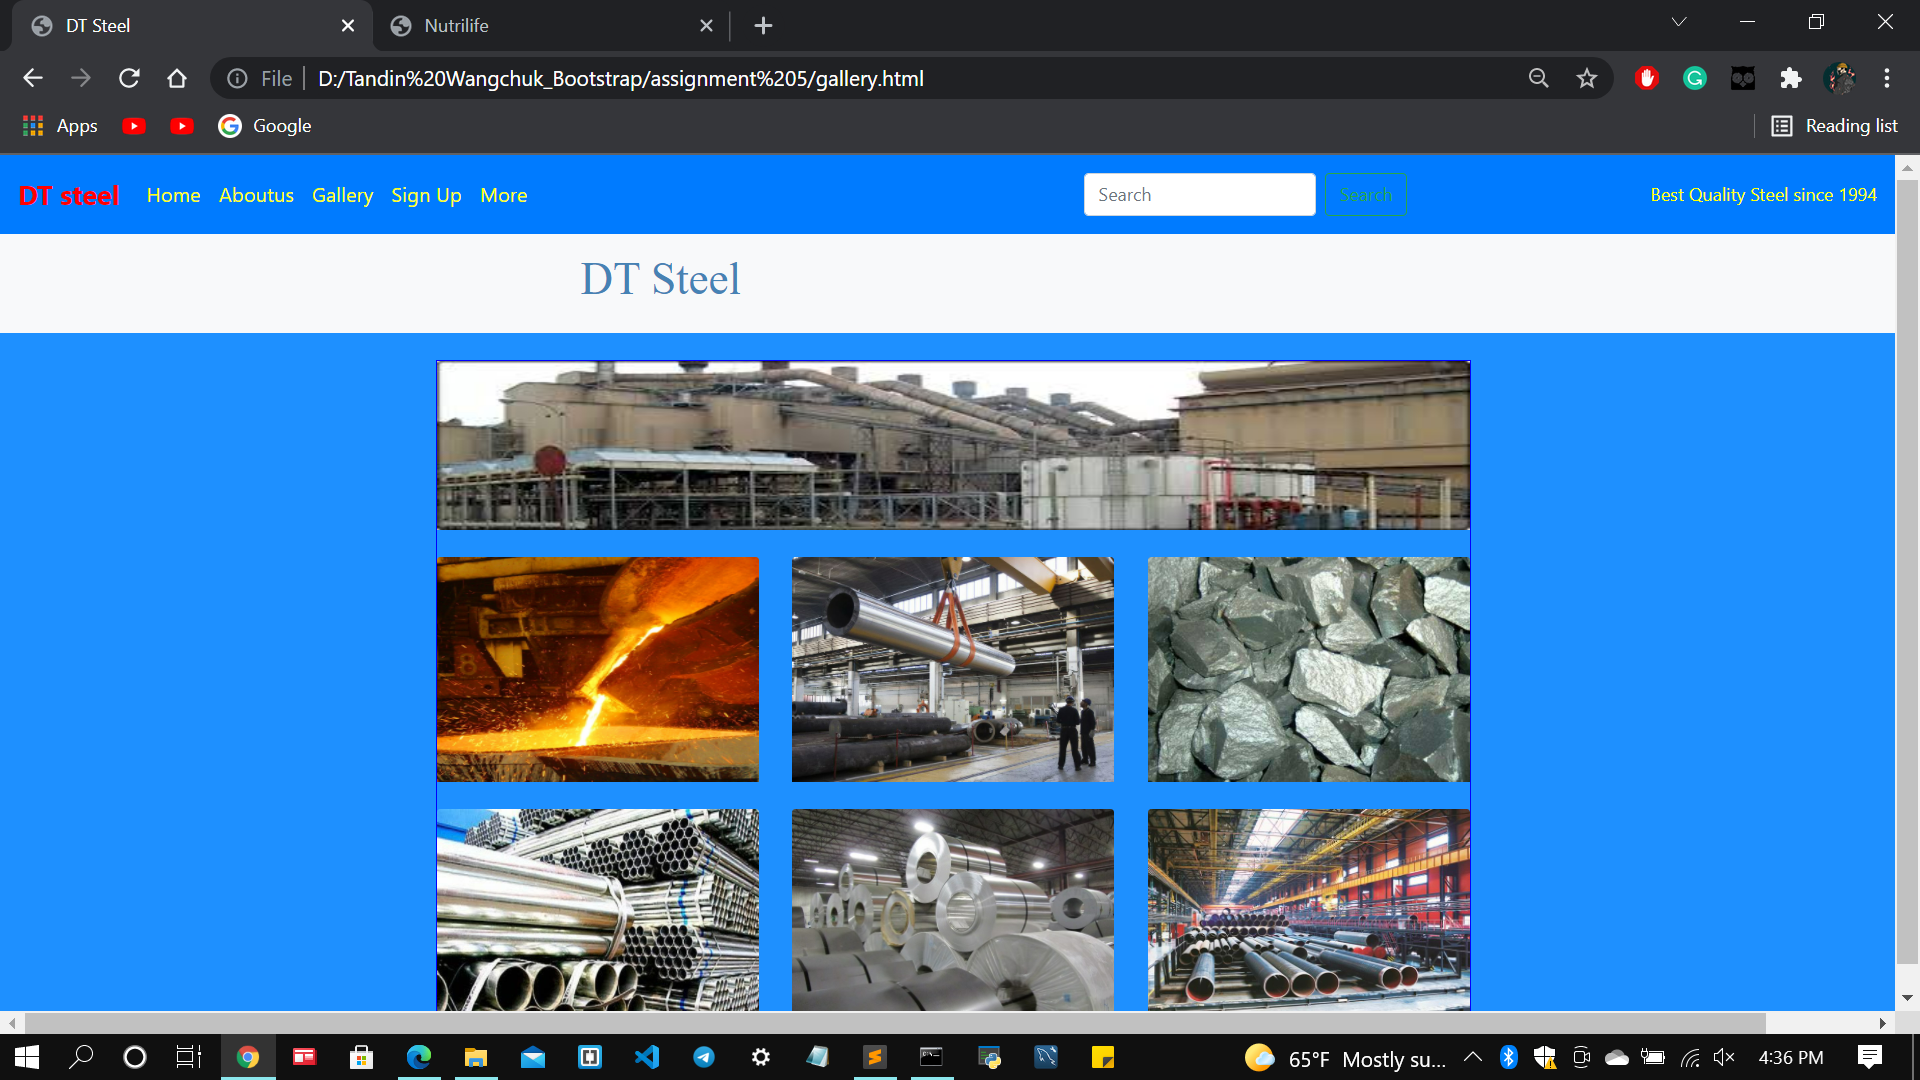 DT Steel
Nutrilife
File D:/Tandin%20Wangchuk_Bootstrap/assignment%205/gallery.html
Apps
Google
Reading list
DT steel Home Aboutus Gallery Sign Up More Search Search Best Quality Steel since 1994
DT Steel
65°F Mostly su... 4:36 PM